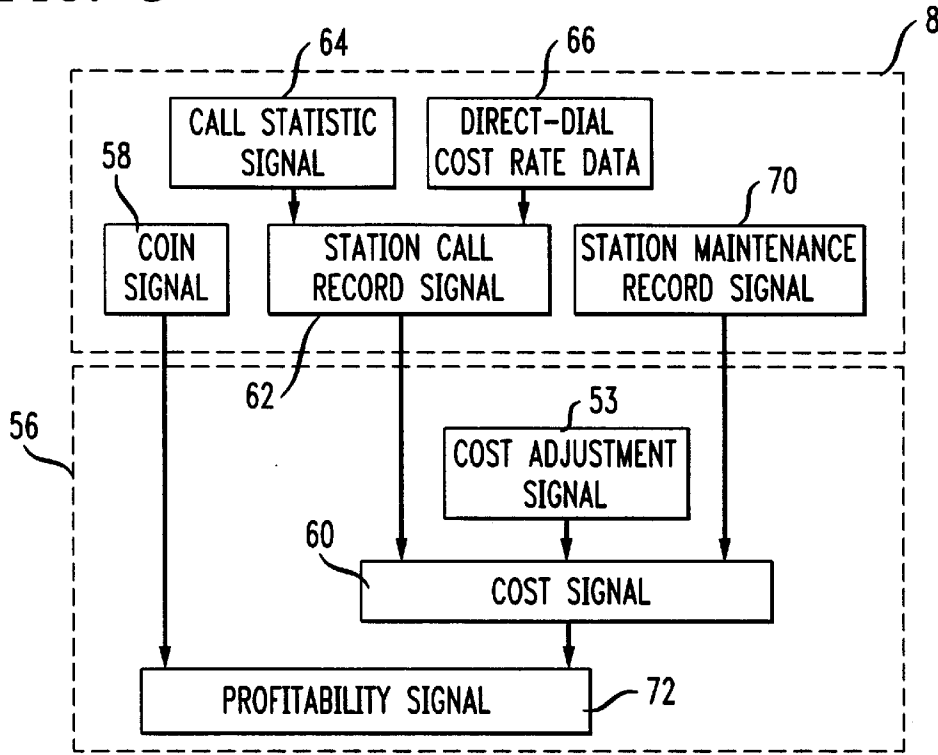 8
64
66
CALL STATISTIC
SIGNAL
DIRECT-DIAL
COST RATE DATA
58
70
COIN
SIGNAL
STATION CALL
RECORD SIGNAL
STATION MAINTENANCE
RECORD SIGNAL
62
56
53
COST ADJUSTMENT
SIGNAL
60
COST SIGNAL
PROFITABILITY SIGNAL
72